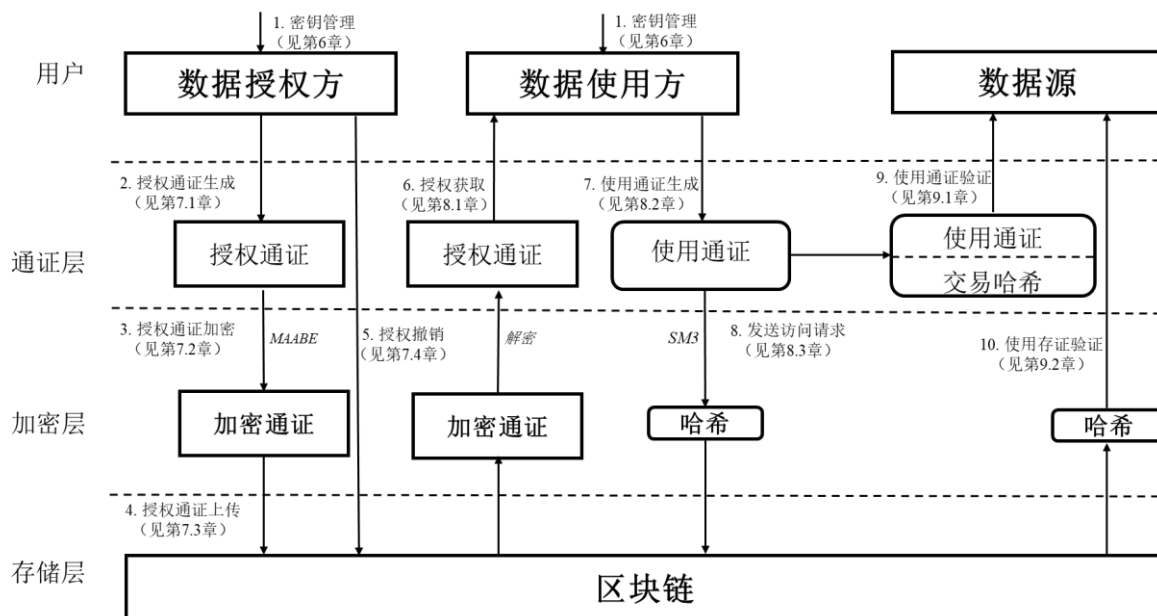 1. 密钥管理
（见第6章）
1. 密钥管理
（见第6章）
用户
数据授权方
数据使用方
数据源
2. 授权通证生成
（见第7.1章）
6. 授权获取
（见第8.1章）
7. 使用通证生成
（见第8.2章）
9. 使用通证验证
（见第9.1章）
通证层
授权通证
授权通证
使用通证
使用通证
交易哈希
3. 授权通证加密
（见第7.2章）
MAABE
5. 授权撤销
（见第7.4章）
解密
SM3
8. 发送访问请求
（见第8.3章）
10. 使用存证验证
（见第9.2章）
加密层
加密通证
加密通证
哈希
哈希
4. 授权通证上传
（见第7.3章）
存储层
区块链